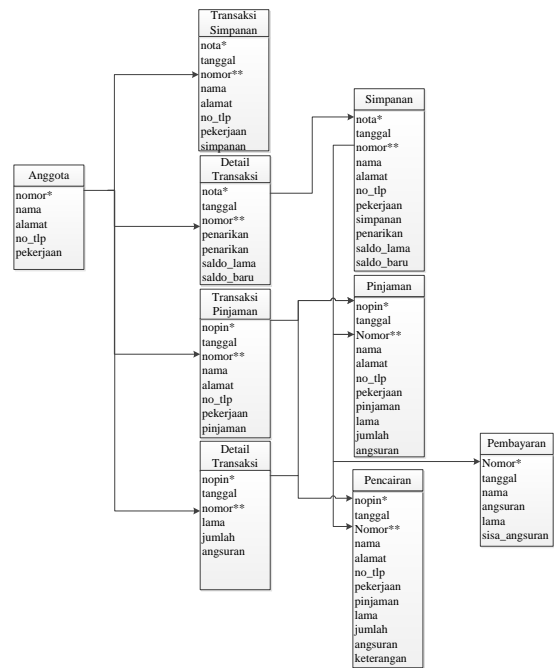 Anggota
nomor*
nama
alamat
no_tlp
pekerjaan
Transaksi
Simpanan
nota*
tanggal
nomor**
nama
alamat
no_tlp
pekerjaan
simpanan
Detail
Transaksi
nota*
tanggal
nomor**
penarikan
penarikan
saldo_lama
saldo_baru
Transaksi
Pinjaman
nopin*
tanggal
nomor**
nama
alamat
no_tlp
pekerjaan
pinjaman
Detail
Transaksi
nopin*
tanggal
nomor**
lama
jumlah
angsuran
Simpanan
nota*
tanggal
nomor**
nama
alamat
no_tlp
pekerjaan
simpanan
penarikan
saldo_lama
saldo_baru
Pinjaman
nopin*
tanggal
Nomor**
nama
alamat
no_tlp
pekerjaan
pinjaman
lama
jumlah
angsuran
Pencairan
nopin*
tanggal
Nomor**
nama
alamat
no_tlp
pekerjaan
pinjaman
lama
jumlah
angsuran
keterangan
Pembayaran
Nomor*
tanggal
nama
angsuran
lama
sisa_angsuran